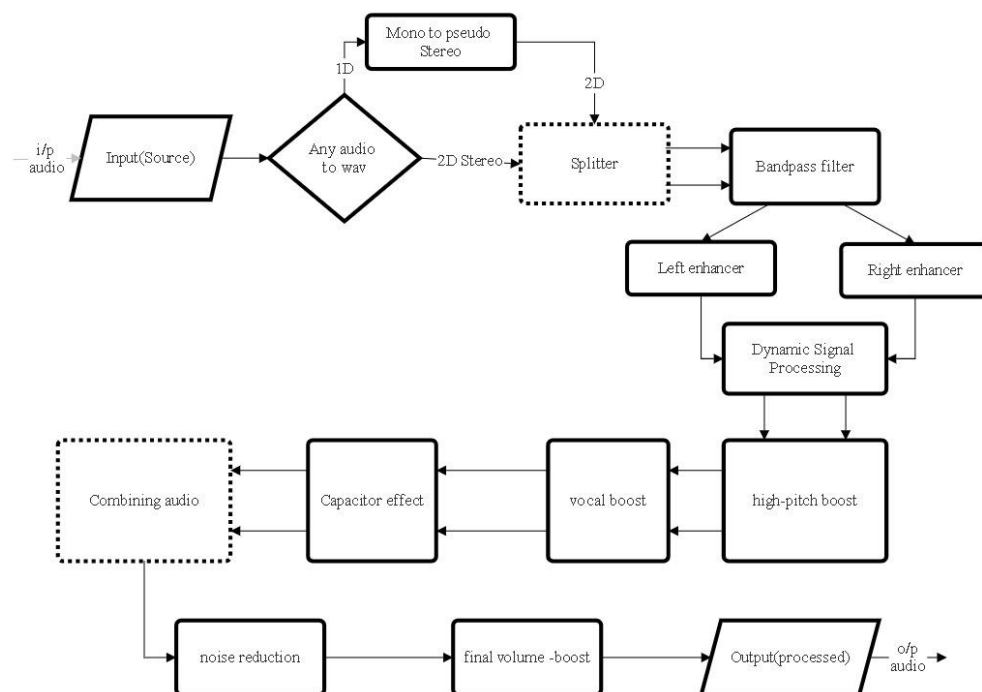 Mono to pseudo
Stereo
1D
2D
i/p
audio
Input(Source)
Any audio
to wav
2D Stereo
Splitter
Bandpass filter
Left enhancer
Right enhancer
Dynamic Signal
Processing
Combining audio
Capacitor effect
vocal boost
high-pitch boost
noise reduction
final volume -boost
Output(processed)
o/p
audio